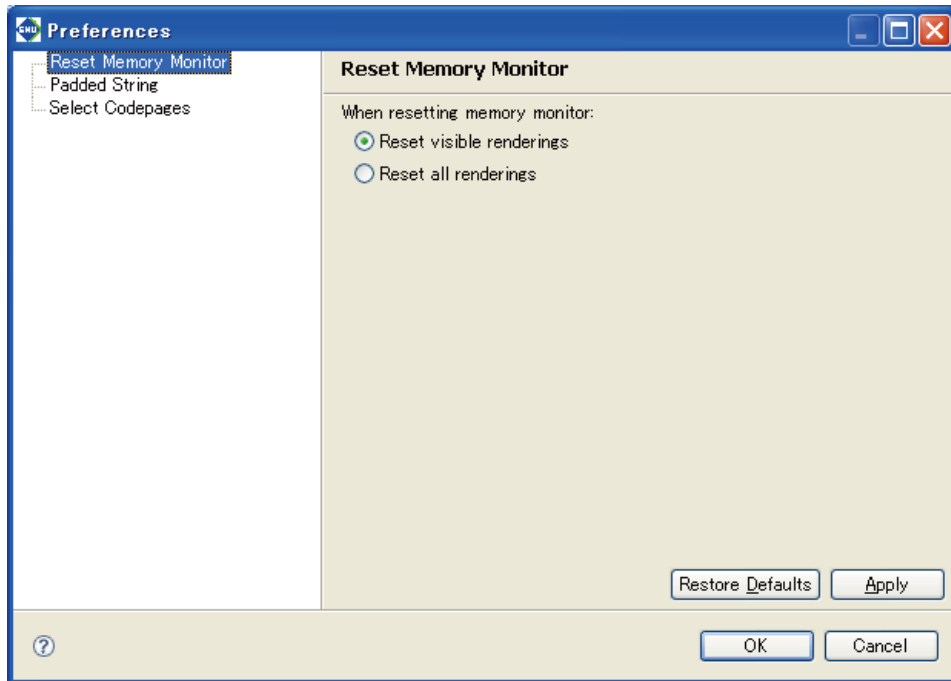 GNU Preferences
Reset Memory Monitor
Padded String
Select Codepages
Reset Memory Monitor
When resetting memory monitor:
Reset visible renderings
Reset all renderings
Restore Defaults Apply
? OK Cancel